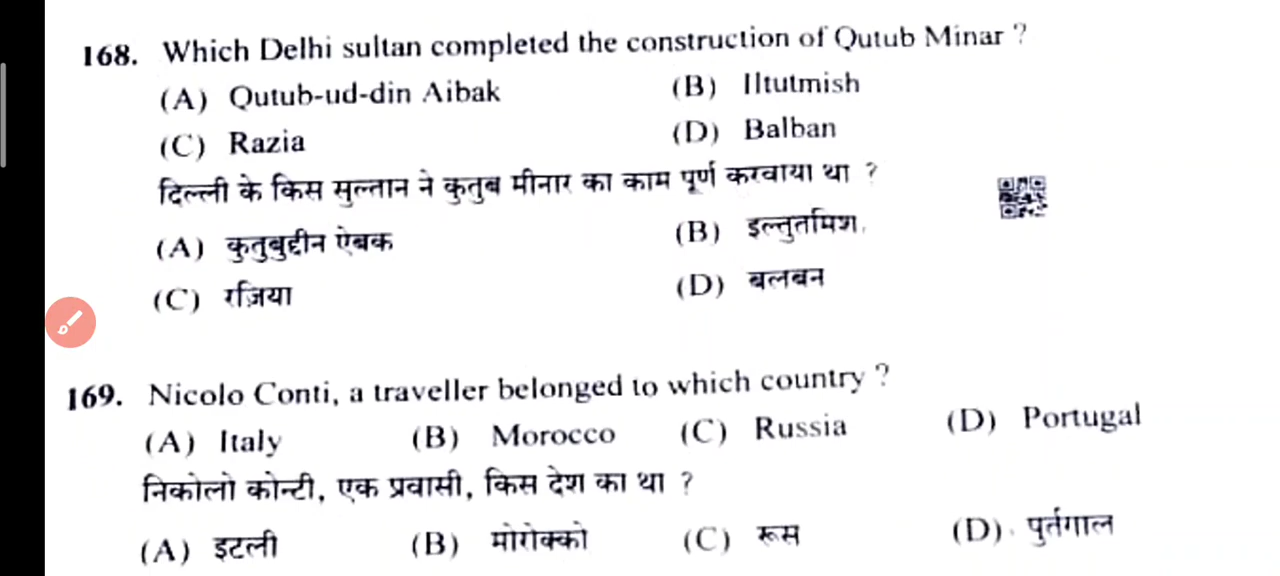 168. Which Delhi sultan completed the construction of Qutub Minar ?
(A) Qutub-ud-din Aibak (B) Iltutmish
(C) Razia (D) Balban
दिल्ली के किस सुल्तान ने कुतुब मीनार का काम पूर्ण करवाया था ?
(A) कुतुबुद्दीन ऐबक (B) इल्तुतमिश
(C) रज़िया (D) बलबन
169. Nicolo Conti, a traveller belonged to which country ?
(A) Italy (B) Morocco (C) Russia (D) Portugal
निकोलो कोन्टी, एक प्रवासी, किस देश का था ?
(A) इटली (B) मोरोक्को (C) रूस (D) पुर्तगाल